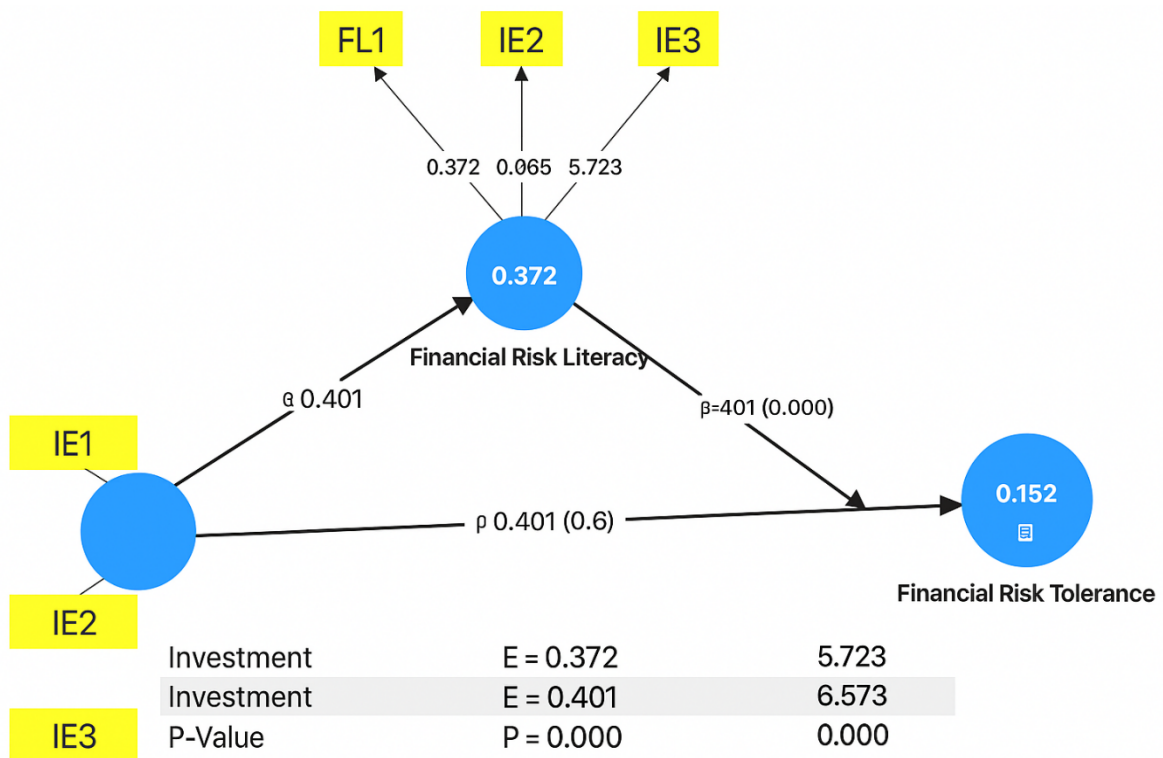 FL1 IE2 IE3
0.372 0.065 5.723
0.372
Financial Risk Literacy
0.401
β=401 (0.000)
IE1
0.152
ρ 0.401 (0.6)
Financial Risk Tolerance
IE2
Investment E = 0.372 5.723
Investment E = 0.401 6.573
IE3
P-Value P = 0.000 0.000